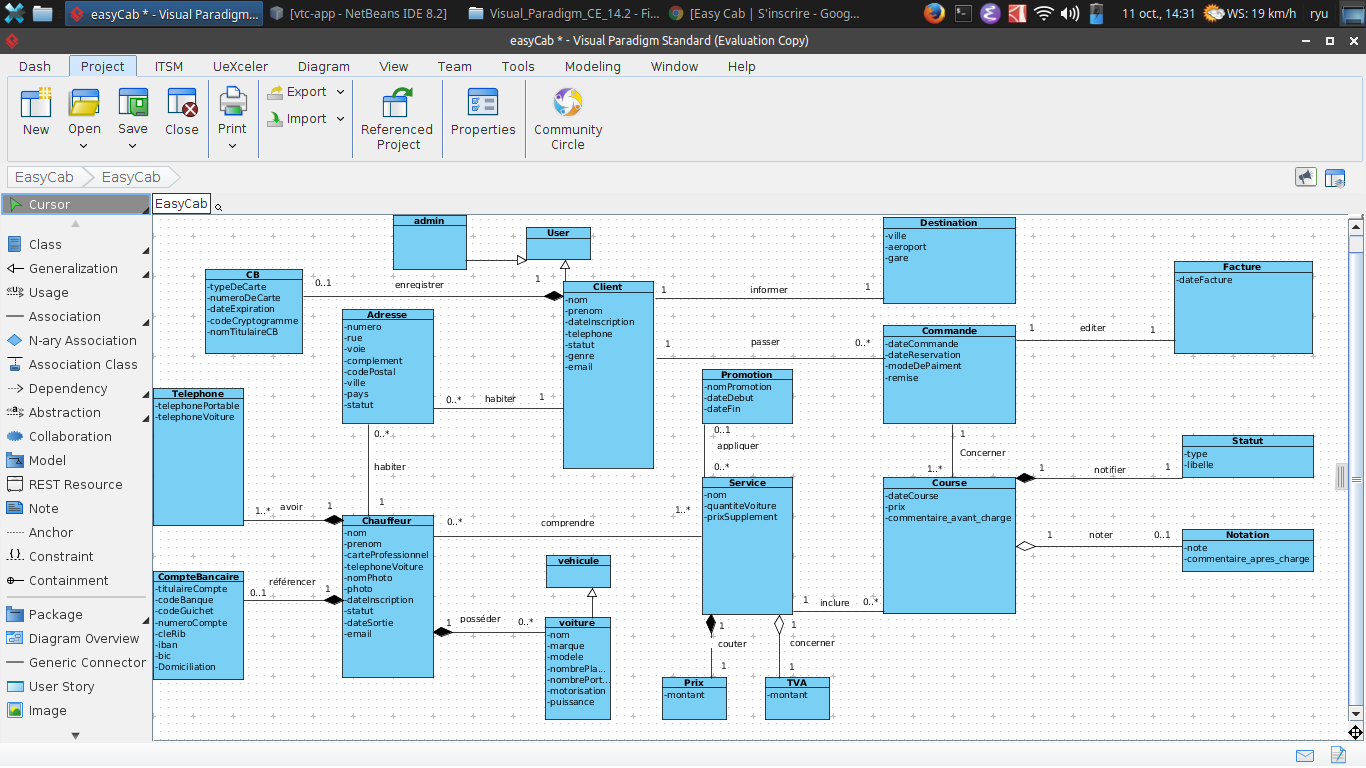 easyCab * - Visual Paradigm...
[vtc-app - NetBeans IDE 8.2]
Visual_Paradigm_CE_14.2 - Fi...
[Easy Cab | S'inscrire - Goog...
11 oct., 14:31
WS: 19 km/h
ryu
easyCab * - Visual Paradigm Standard (Evaluation Copy)
Dash
Project
ITSM
UeXceler
Diagram
View
Team
Tools
Modeling
Window
Help
New
Open
Save
Close
Print
Export
Import
Referenced
Project
Properties
Community
Circle
EasyCab
EasyCab
Cursor
Class
Generalization
Usage
Association
N-ary Association
Association Class
Dependency
Abstraction
Collaboration
Model
REST Resource
Note
Anchor
Constraint
Containment
Package
Diagram Overview
Generic Connector
User Story
Image
EasyCab
admin
User
Destination
-ville
-aeroport
-gare
Facture
-dateFacture
CB
-typeDeCarte
-numeroDeCarte
-dateExpiration
-codeCryptogramme
-nomTitulaireCB
0..1
enregistrer
1
Client
-nom
-prenom
-dateInscription
-telephone
-statut
-genre
-email
1
informer
1
Adresse
-numero
-rue
-voie
-complement
-codePostal
-ville
-pays
-statut
1
passer
0..*
Commande
-dateCommande
-dateReservation
-modeDePaiment
-remise
1
editer
1
Promotion
-nomPromotion
-dateDebut
-dateFin
Telephone
-telephonePortable
-telephoneVoiture
0..*
habiter
1
0..*
habiter
1
0..1
appliquer
0..*
1
Concerner
1..*
Statut
-type
-libelle
1
notifier
1
Service
-nom
-quantiteVoiture
-prixSupplement
Course
-dateCourse
-prix
-commentaire_avant_charge
1..*
avoir
1
Chauffeur
-nom
-prenom
-carteProfessionnel
-telephoneVoiture
-nomPhoto
-photo
-dateInscription
-statut
-dateSortie
-email
0..*
comprendre
1..*
1
noter
0..1
Notation
-note
-commentaire_apres_charge
vehicule
CompteBancaire
-titulaireCompte
-codeBanque
-codeGuichet
-numeroCompte
-cleRib
-iban
-bic
-Domiciliation
référencer
0..1
1
1
posséder
0..*
voiture
-nom
-marque
-modele
-nombrePla...
-nombrePort...
-motorisation
-puissance
1
inclure
0..*
1
couter
1
1
concerner
1
Prix
-montant
TVA
-montant